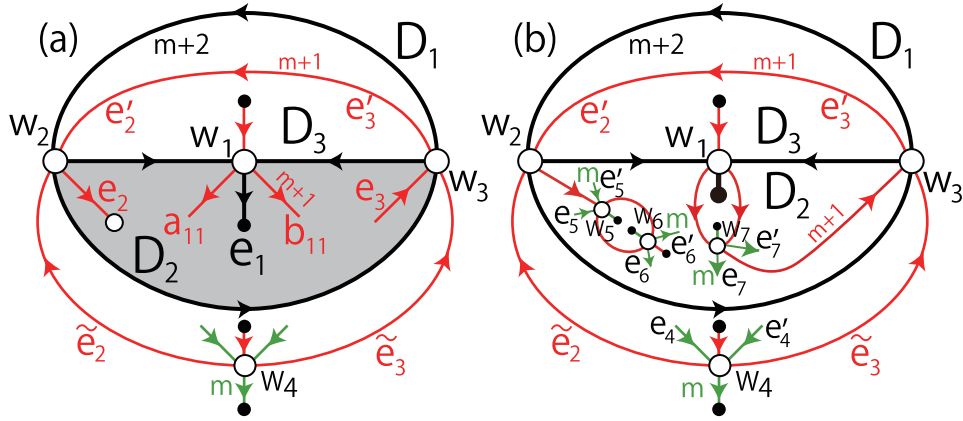 (a)
m+2
D₁
m+1
e′₂
e′₃
w₂
w₁
D₃
w₃
e₂
a₁₁
e₁
m+1
b₁₁
e₃
D₂
ẽ₂
ẽ₃
m
w₄
(b)
m+2
D₁
m+1
e′₂
e′₃
w₂
w₁
D₃
w₃
D₂
m
e′₅
e₅
w₅
w₆
m
e₆
e′₆
w₇
e′₇
m
e₇
m+1
e₄
e′₄
ẽ₂
ẽ₃
m
w₄